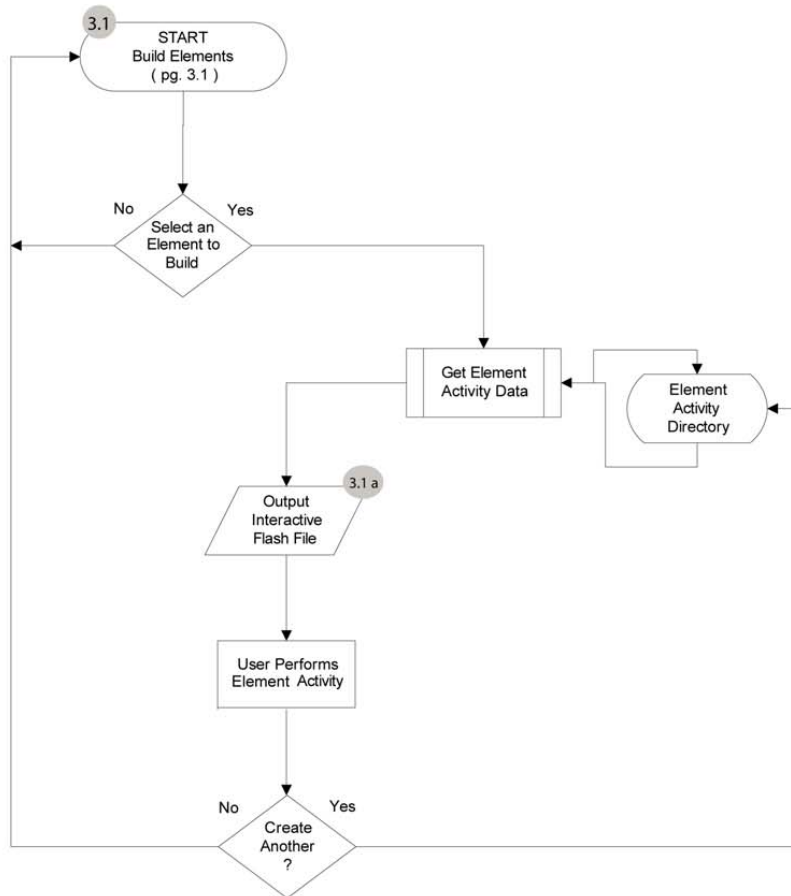 3.1
START
Build Elements
( pg. 3.1 )
No
Yes
Select an
Element to
Build
Get Element
Activity Data
Element
Activity
Directory
3.1 a
Output
Interactive
Flash File
User Performs
Element Activity
No
Yes
Create
Another
?